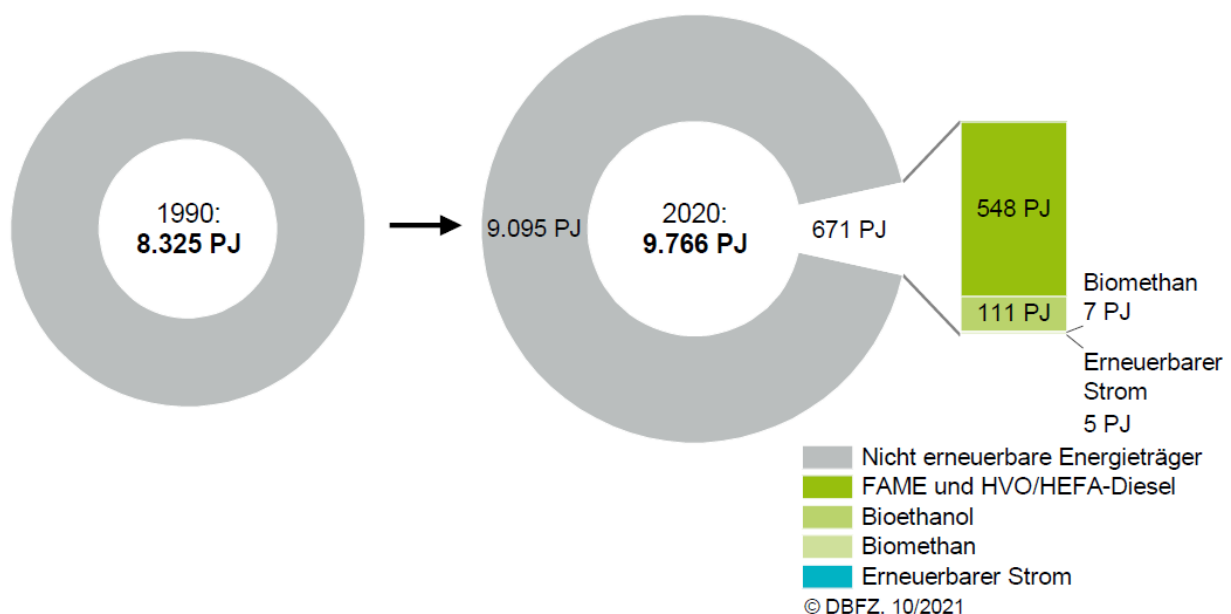 1990:
8.325 PJ
9.095 PJ
2020:
9.766 PJ
671 PJ
548 PJ
111 PJ
Biomethan
7 PJ
Erneuerbarer
Strom
5 PJ
Nicht erneuerbare Energieträger
FAME und HVO/HEFA-Diesel
Bioethanol
Biomethan
Erneuerbarer Strom
© DBFZ, 10/2021